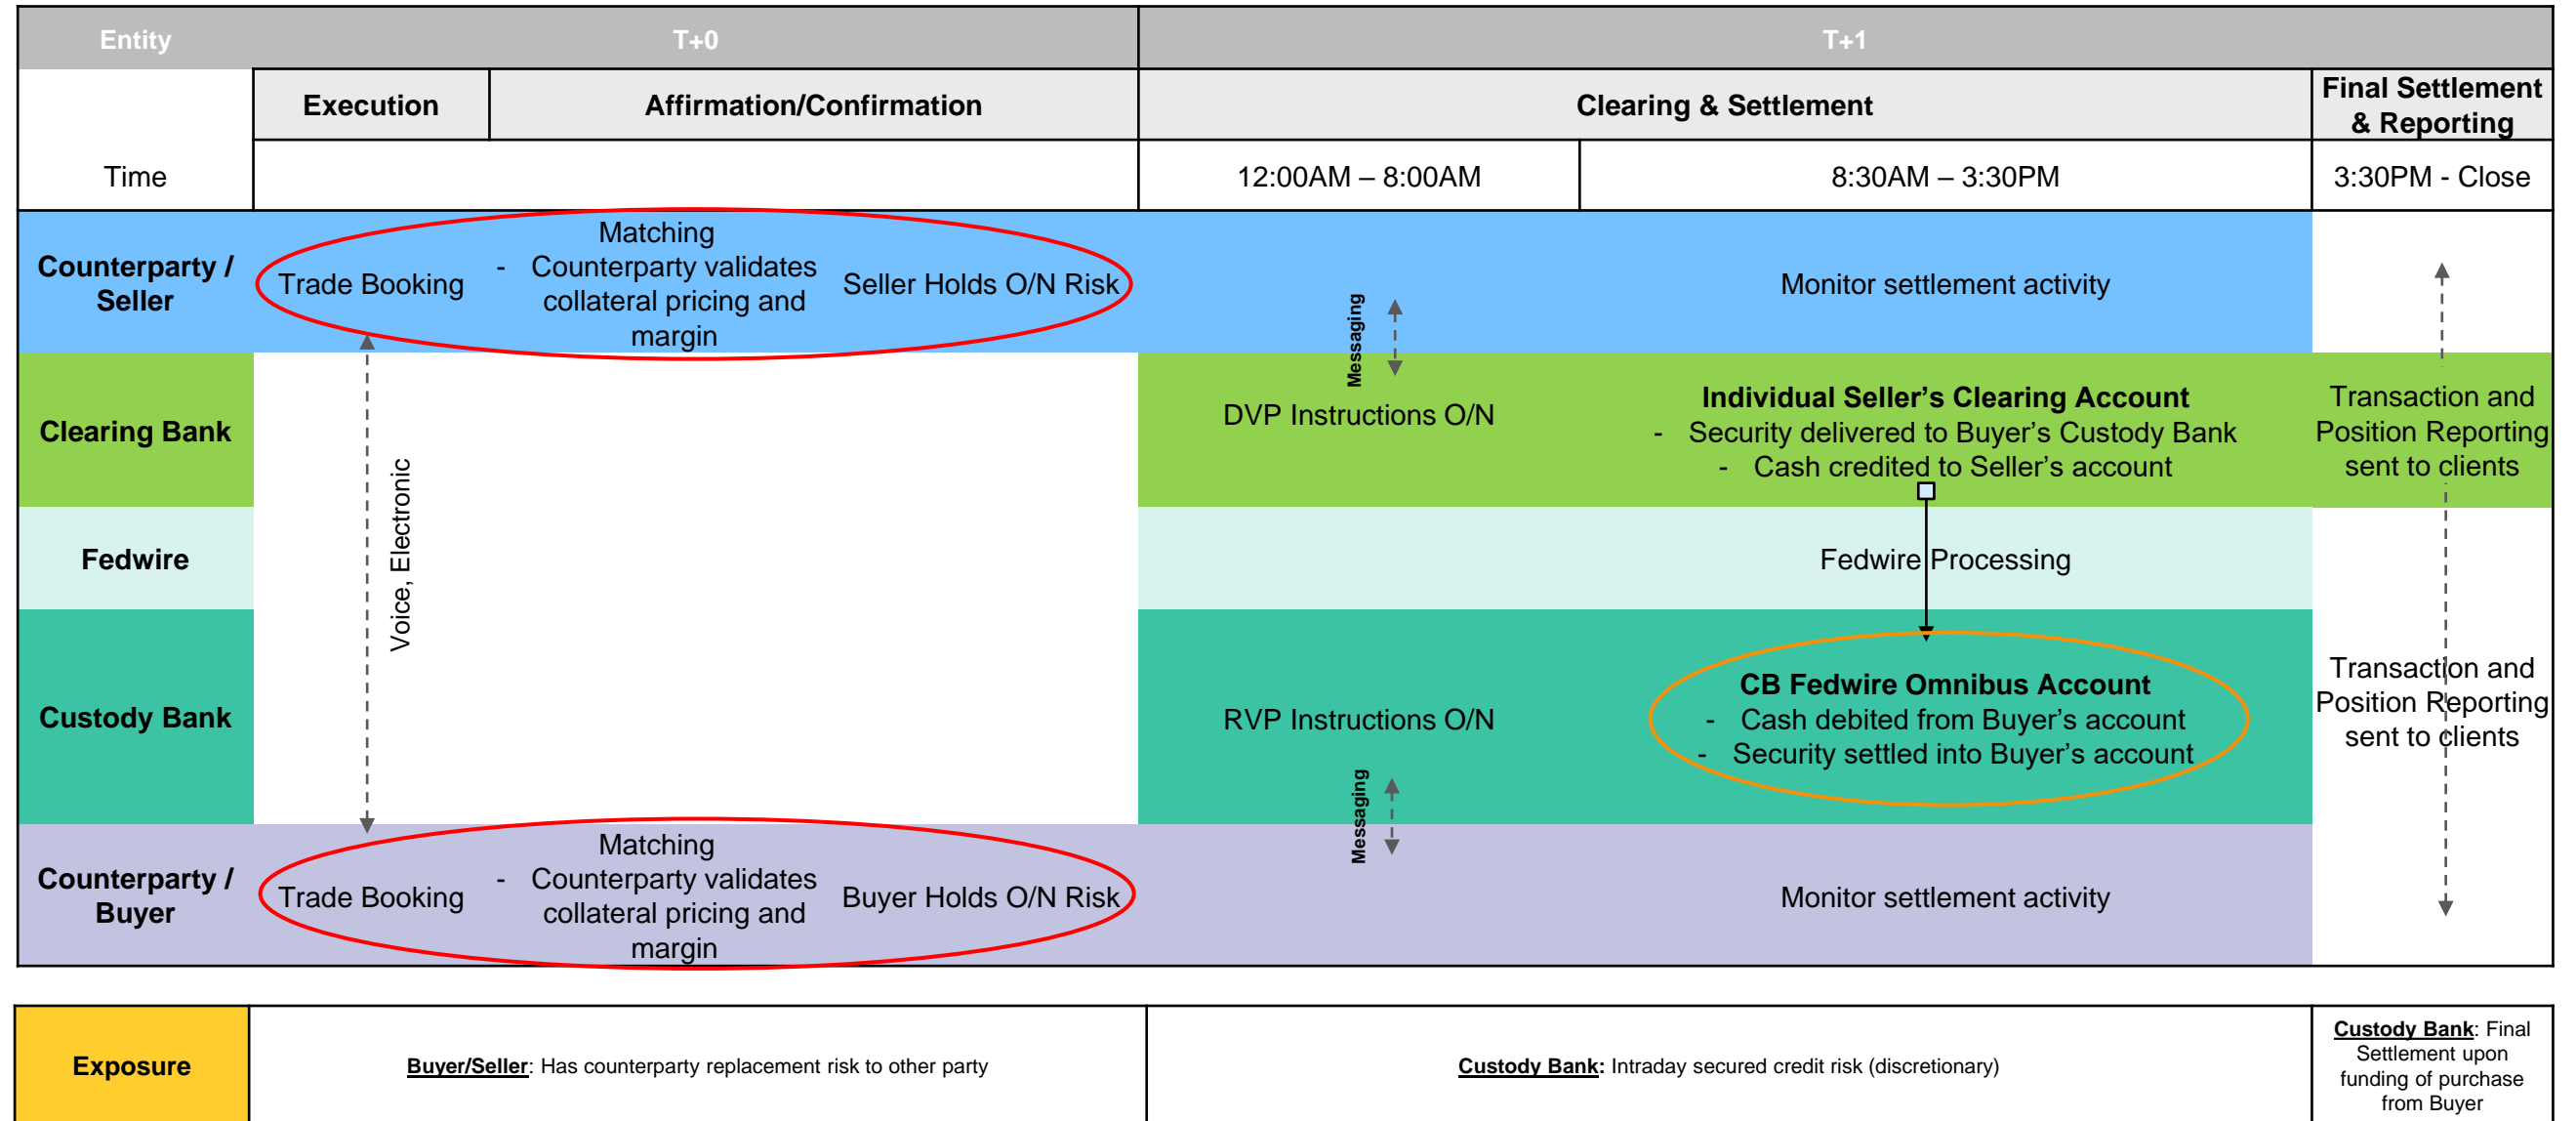 Entity
T+0
T+1
Execution
Affirmation/Confirmation
Clearing & Settlement
Final Settlement
& Reporting
Time
12:00AM – 8:00AM
8:30AM – 3:30PM
3:30PM - Close
Counterparty /
Seller
Trade Booking
Matching
- Counterparty validates
collateral pricing and
margin
Seller Holds O/N Risk
Messaging
Monitor settlement activity
Clearing Bank
DVP Instructions O/N
Individual Seller's Clearing Account
- Security delivered to Buyer's Custody Bank
- Cash credited to Seller's account
Transaction and
Position Reporting
sent to clients
Voice, Electronic
Fedwire
Fedwire Processing
Custody Bank
RVP Instructions O/N
CB Fedwire Omnibus Account
- Cash debited from Buyer's account
- Security settled into Buyer's account
Transaction and
Position Reporting
sent to clients
Messaging
Counterparty /
Buyer
Trade Booking
Matching
- Counterparty validates
collateral pricing and
margin
Buyer Holds O/N Risk
Monitor settlement activity
Exposure
Buyer/Seller: Has counterparty replacement risk to other party
Custody Bank: Intraday secured credit risk (discretionary)
Custody Bank: Final
Settlement upon
funding of purchase
from Buyer